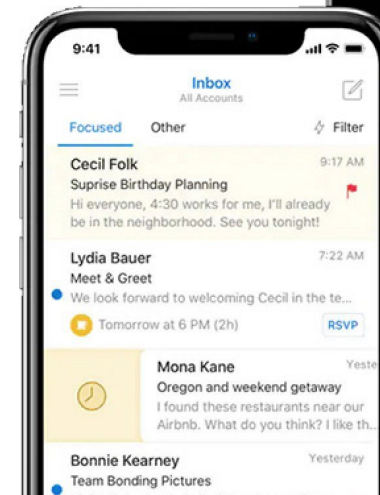 9:41
Inbox
All Accounts
Focused Other Filter
Cecil Folk 9:17 AM
Suprise Birthday Planning
Hi everyone, 4:30 works for me, I'll already
be in the neighborhood. See you tonight!
Lydia Bauer 7:22 AM
Meet & Greet
We look forward to welcoming Cecil in the te...
Tomorrow at 6 PM (2h) RSVP
Mona Kane Yeste
Oregon and weekend getaway
I found these restaurants near our
Airbnb. What do you think? I like th...
Bonnie Kearney Yesterday
Team Bonding Pictures